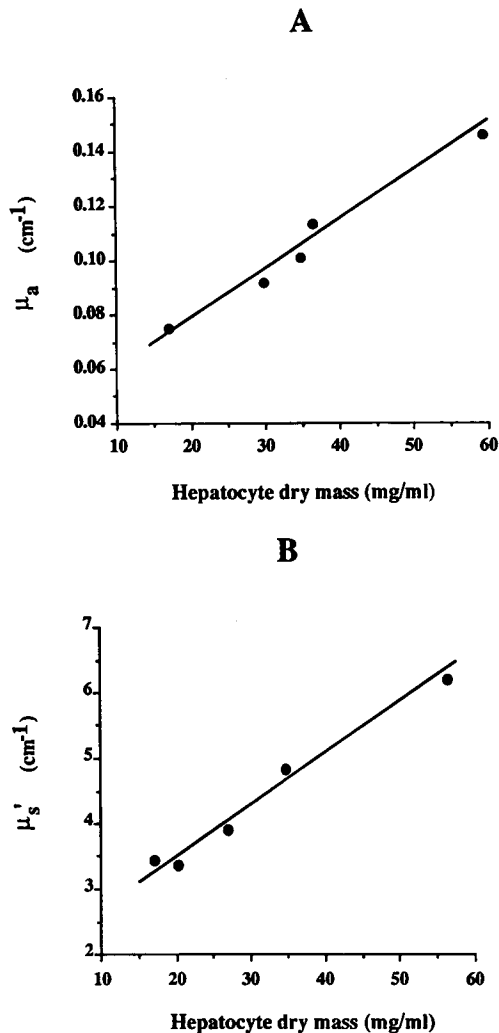 A
0.16
0.14
0.12
0.10
0.08
0.06
0.04
μa (cm-1)
10 20 30 40 50 60
Hepatocyte dry mass (mg/ml)
B
7
6
5
4
3
2
μs' (cm-1)
10 20 30 40 50 60
Hepatocyte dry mass (mg/ml)